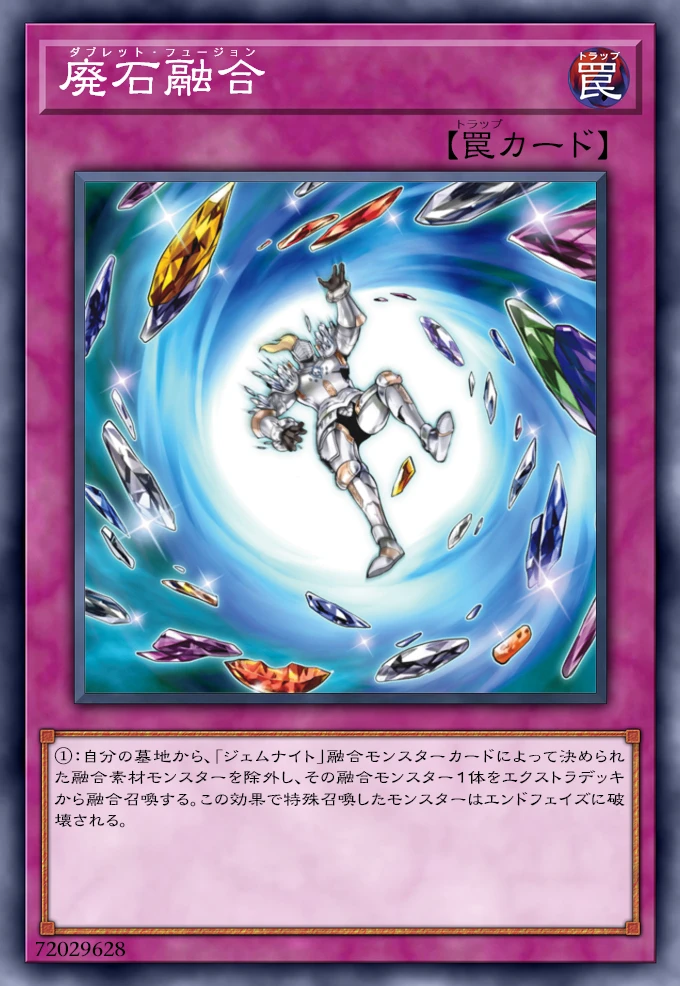 ダブレット・フュージョン
廃石融合
トラップ
罠
トラップ
【罠カード】
①：自分の墓地から、「ジェムナイト」融合モンスターカードによって決められ
た融合素材モンスターを除外し、その融合モンスター１体をエクストラデッキ
から融合召喚する。この効果で特殊召喚したモンスターはエンドフェイズに破
壊される。
72029628